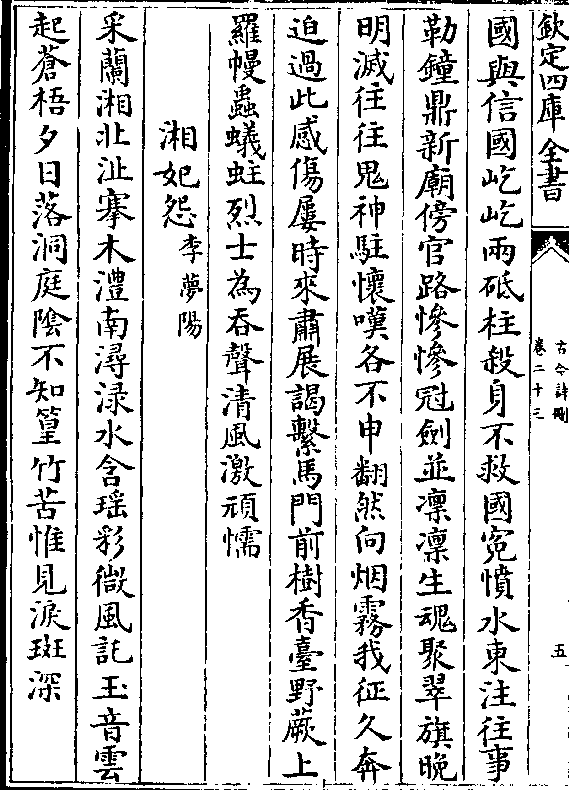 欽定四庫全書
古今詩刪
卷二十三
五
國與信國屹屹兩砥柱殺身不救國冤憤水東注往事
勒鐘鼎新廟傍官路慘慘冠劍並凛凛生魂聚翠旗晚
明滅往往鬼神駐懷嘆各不申翻然向烟霧我征久奔
迫過此感傷屢時來肅展謁繫馬門前樹香臺野蕨上
羅幔蟲蟻蛀烈士為吞聲清風激頑懦
湘妃怨李夢陽
采蘭湘北沚搴木澧南潯渌水含瑶彩微風託玉音雲
起蒼梧夕日落洞庭隂不知篁竹苦惟見淚斑深